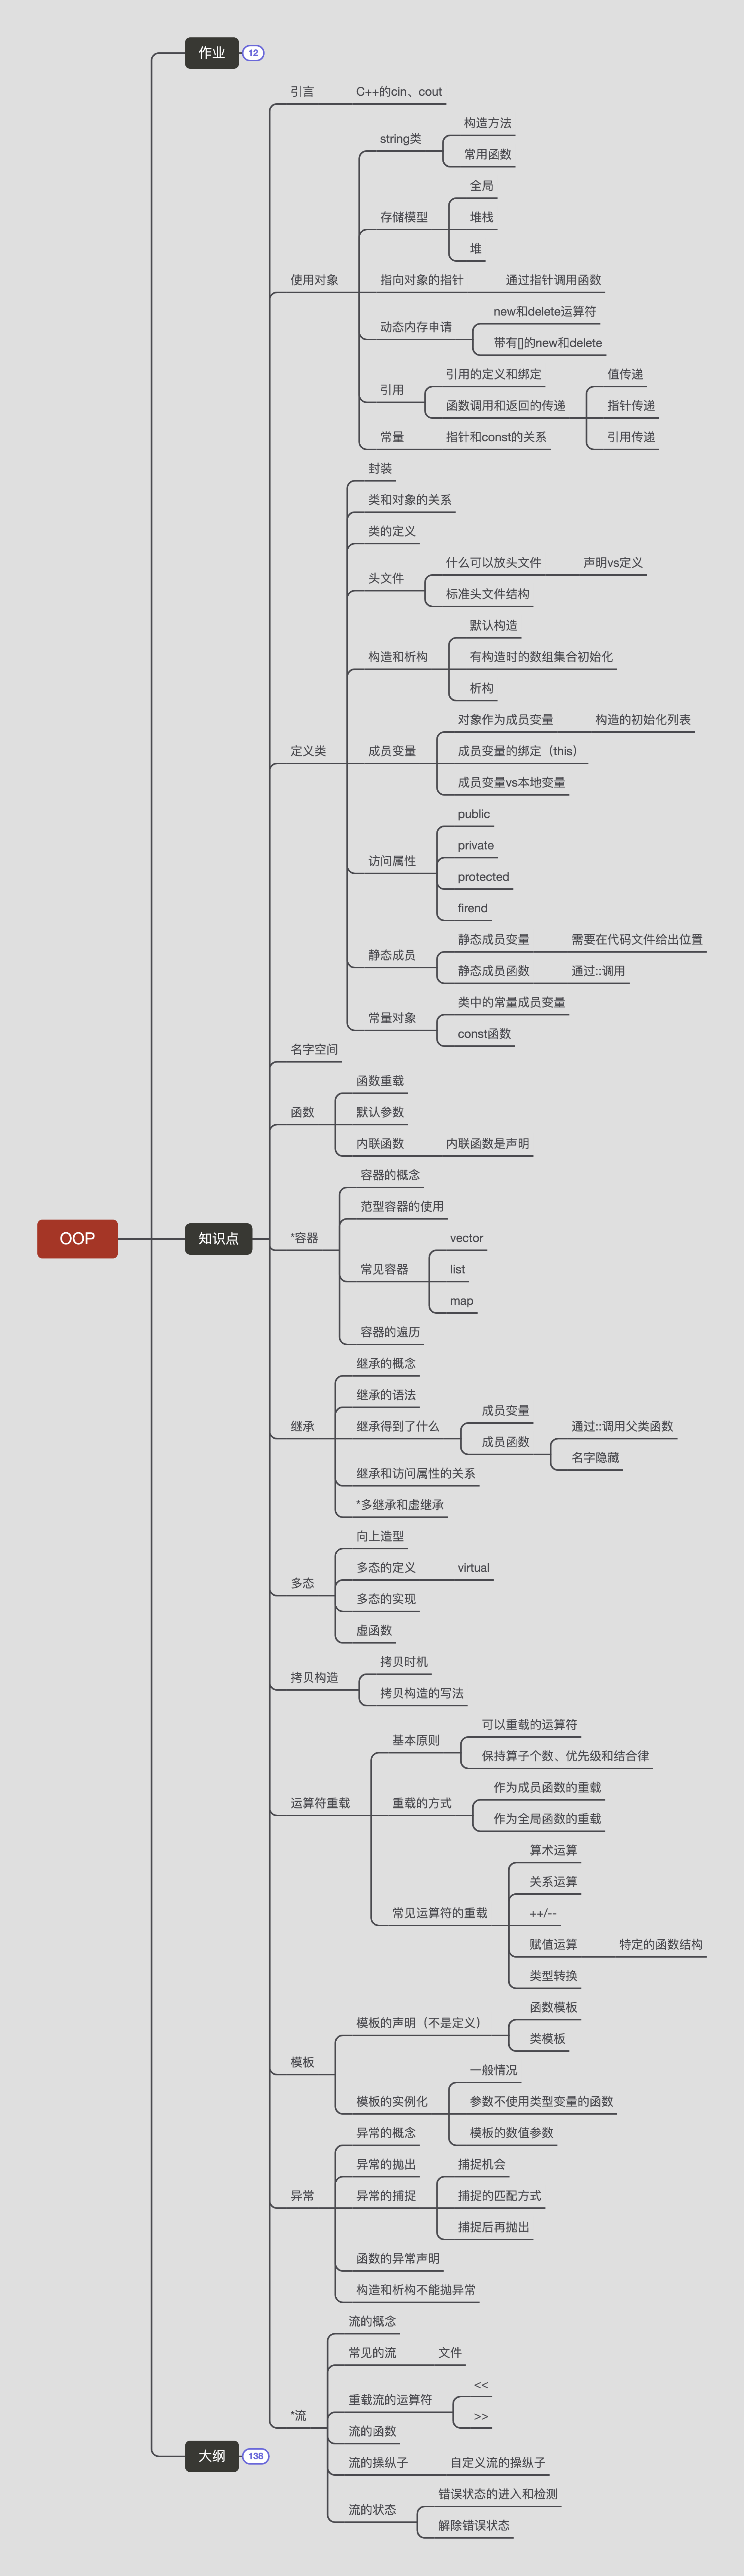 作业
12
引言
C++的cin、cout
string类
构造方法
常用函数
存储模型
全局
堆栈
堆
使用对象
指向对象的指针
通过指针调用函数
动态内存申请
new和delete运算符
带有[]的new和delete
引用
引用的定义和绑定
函数调用和返回的传递
值传递
指针传递
引用传递
常量
指针和const的关系
封装
类和对象的关系
类的定义
头文件
什么可以放头文件
声明vs定义
标准头文件结构
构造和析构
默认构造
有构造时的数组集合初始化
析构
定义类
成员变量
对象作为成员变量
构造的初始化列表
成员变量的绑定（this）
成员变量vs本地变量
访问属性
public
private
protected
firend
静态成员
静态成员变量
需要在代码文件给出位置
静态成员函数
通过::调用
常量对象
类中的常量成员变量
const函数
名字空间
函数
函数重载
默认参数
内联函数
内联函数是声明
OOP
知识点
*容器
容器的概念
范型容器的使用
常见容器
vector
list
map
容器的遍历
继承
继承的概念
继承的语法
继承得到了什么
成员变量
成员函数
通过::调用父类函数
名字隐藏
继承和访问属性的关系
*多继承和虚继承
多态
向上造型
多态的定义
virtual
多态的实现
虚函数
拷贝构造
拷贝时机
拷贝构造的写法
运算符重载
基本原则
可以重载的运算符
保持算子个数、优先级和结合律
重载的方式
作为成员函数的重载
作为全局函数的重载
常见运算符的重载
算术运算
关系运算
++/--
赋值运算
特定的函数结构
类型转换
模板
模板的声明（不是定义）
函数模板
类模板
模板的实例化
一般情况
参数不使用类型变量的函数
模板的数值参数
异常
异常的概念
异常的抛出
异常的捕捉
捕捉机会
捕捉的匹配方式
捕捉后再抛出
函数的异常声明
构造和析构不能抛异常
*流
流的概念
常见的流
文件
重载流的运算符
<<
>>
流的函数
流的操纵子
自定义流的操纵子
流的状态
错误状态的进入和检测
解除错误状态
大纲
138